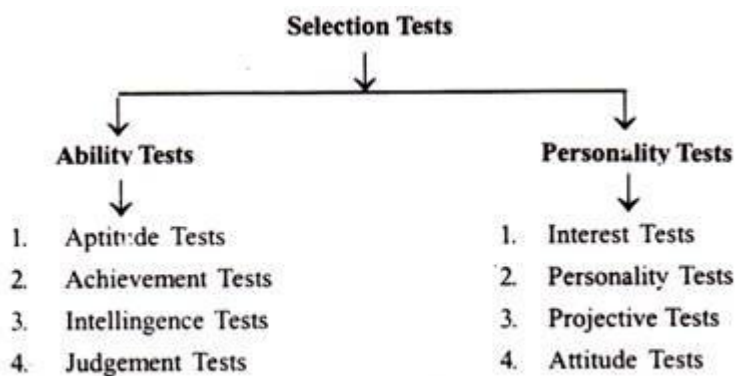 Selection Tests
Ability Tests
Personality Tests
1. Aptitude Tests
2. Achievement Tests
3. Intellingence Tests
4. Judgement Tests
1. Interest Tests
2. Personality Tests
3. Projective Tests
4. Attitude Tests